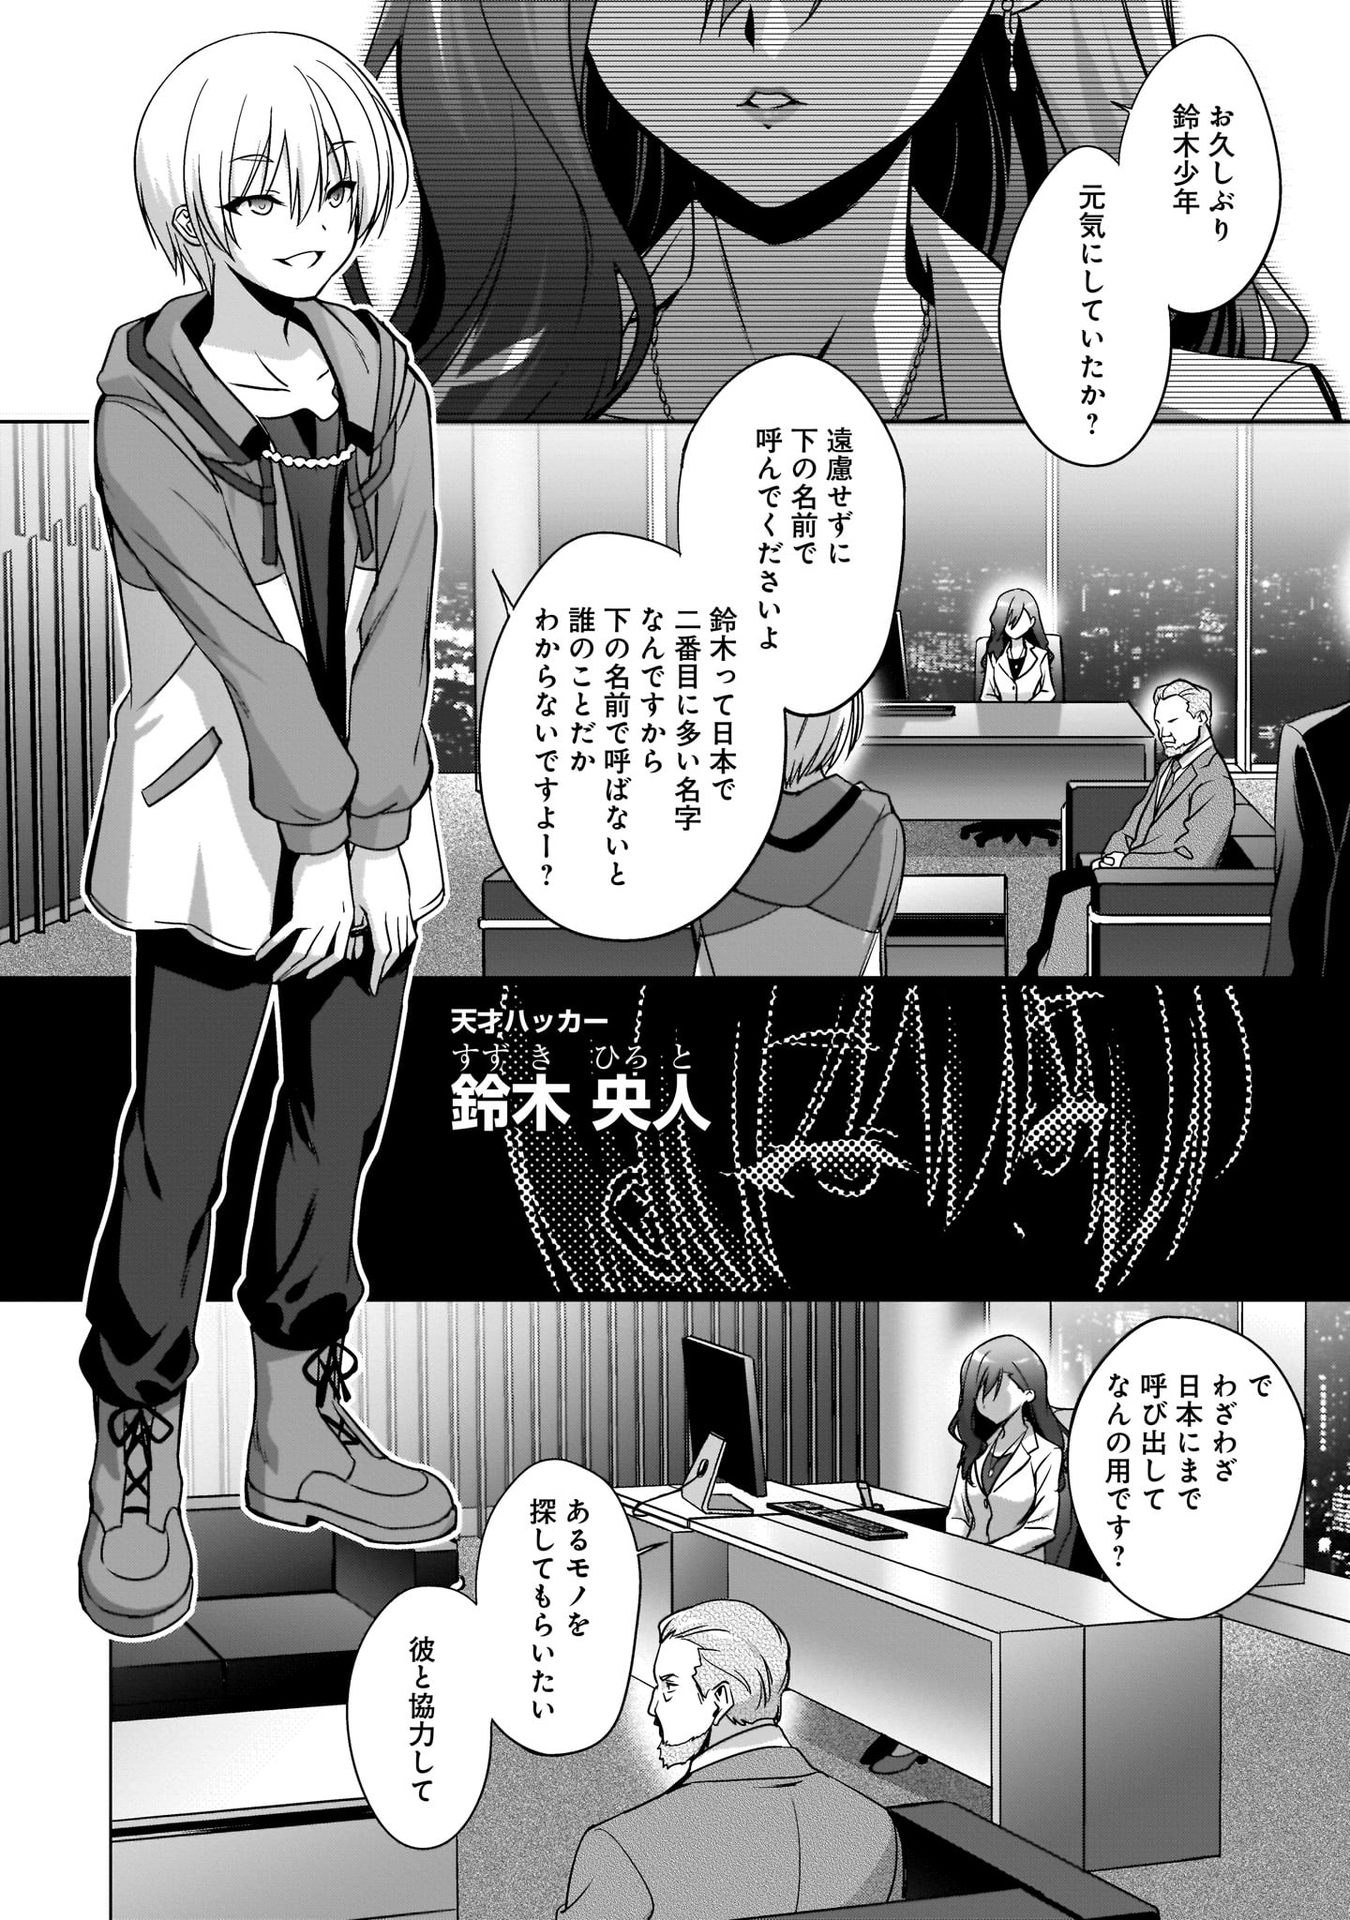 お久しぶり
鈴木少年
元気にしていたか?
遠慮せずに
下の名前で
呼んでくださいよ
鈴木って日本で
二番目に多い名字
なんですから
下の名前で呼ばないと
誰のことだか
わからないですよー?
天才ハッカー
すずき ひろと
鈴木 央人
で
わざわざ
日本にまで
呼び出して
なんの用です?
あるモノを
探してもらいたい
彼と協力して